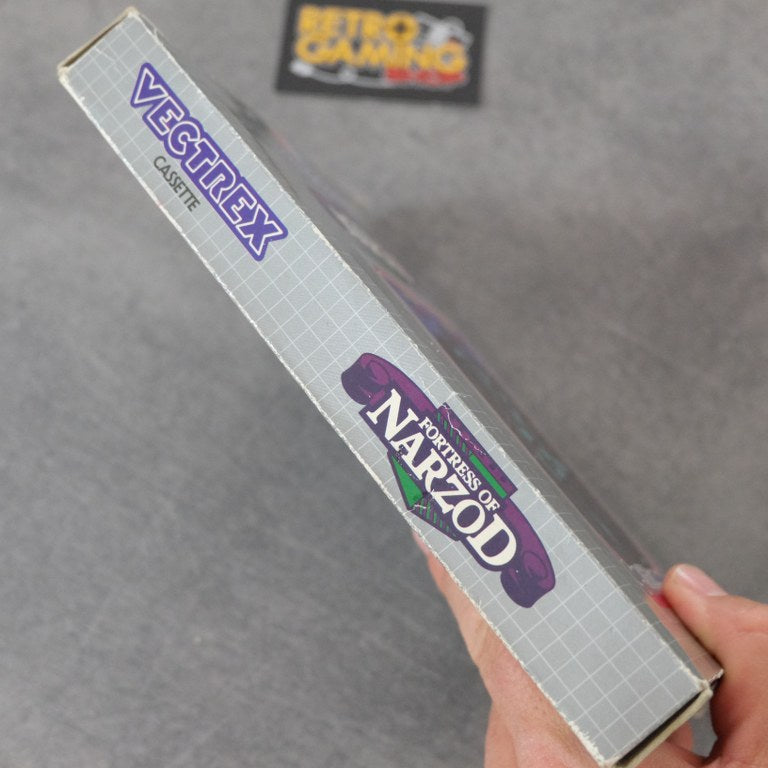 RETRO
GAMING
VECTREX
CASSETTE
FORTRESS OF
NARZOD